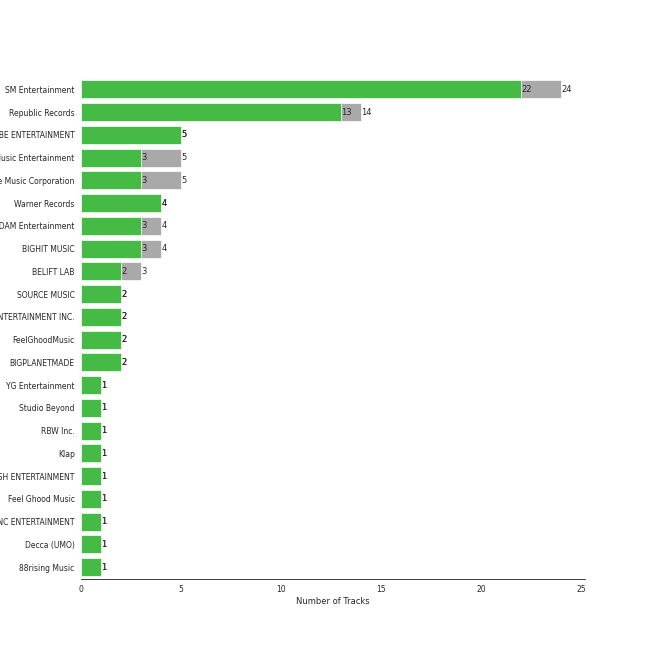 SM Entertainment 22 24
Republic Records 13 14
BE ENTERTAINMENT 5
usic Entertainment 3 5
e Music Corporation 3 5
Warner Records 4
DAM Entertainment 3 4
BIGHIT MUSIC 3 4
BELIFT LAB 2 3
SOURCE MUSIC 2
NTERTAINMENT INC. 2
FeelGhoodMusic 2
BIGPLANETMADE 2
YG Entertainment 1
Studio Beyond 1
RBW Inc. 1
Klap 1
SH ENTERTAINMENT 1
Feel Ghood Music 1
NC ENTERTAINMENT 1
Decca (UMO) 1
88rising Music 1
0 5 10 15 20 25
Number of Tracks